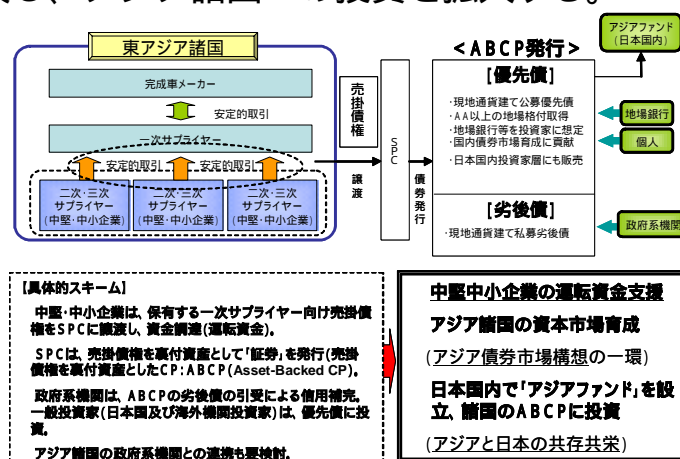 アジア諸国への投資を拡大する。
東アジア諸国
完成車メーカー
安定的取引
一次サプライヤー
安定的取引
安定的取引
二次・三次
サプライヤー
(中堅・中小企業)
二次・三次
サプライヤー
(中堅・中小企業)
二次・三次
サプライヤー
(中堅・中小企業)
売掛債権
譲渡
SPC
債券発行
<ABCP発行>
[優先債]
・現地通貨建て公募優先債
・AA以上の地場格付取得
・地場銀行等を投資家に想定
・国内債券市場育成に貢献
・日本国内投資家層にも販売
[劣後債]
・現地通貨建て私募劣後債
アジアファンド
(日本国内)
地場銀行
個人
政府系機関
【具体的スキーム】
中堅・中小企業は、保有する一次サプライヤー向け売掛債
権をSPCに譲渡し、資金調達(運転資金)。
SPCは、売掛債権を裏付資産として「証券」を発行(売掛
債権を裏付資産としたCP:ABCP(Asset-Backed CP)。
政府系機関は、ABCPの劣後債の引受による信用補完。
一般投資家(日本国及び海外機関投資家)は、優先債に投
資。
アジア諸国の政府系機関との連携も要検討。
中堅中小企業の運転資金支援
アジア諸国の資本市場育成
(アジア債券市場構想の一環)
日本国内で「アジアファンド」を設
立、諸国のABCPに投資
(アジアと日本の共存共栄)